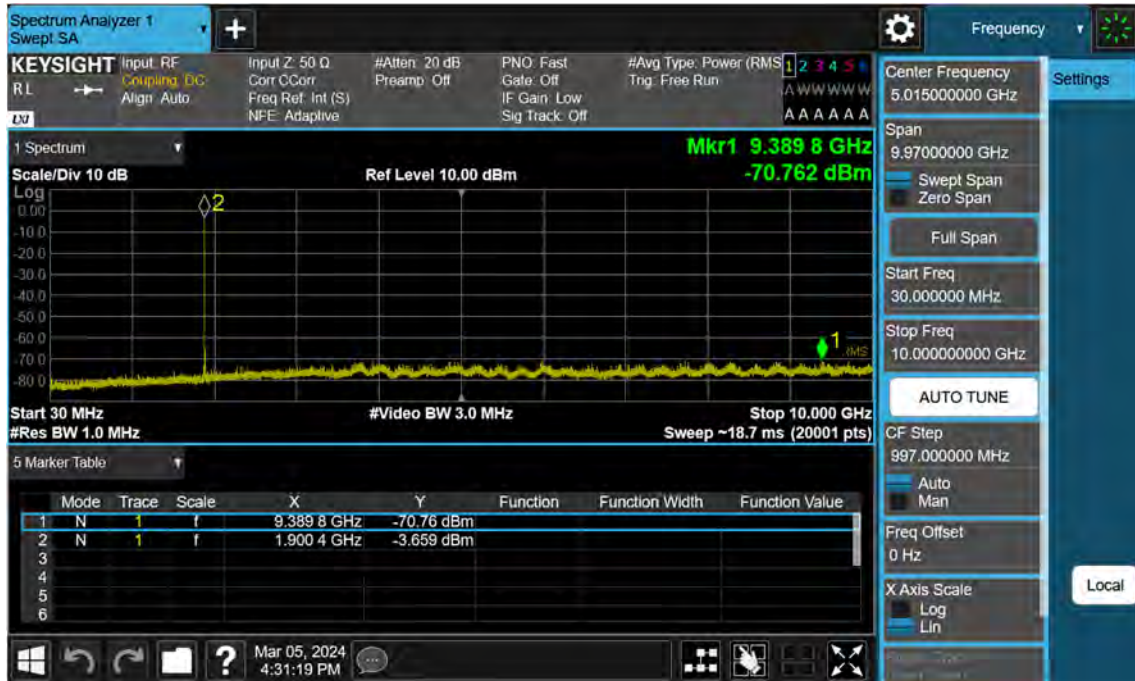 Spectrum Analyzer 1
Swept SA
+
Frequency
KEYSIGHT
RL
LXI
Input: RF
Coupling: DC
Align: Auto
Input Z: 50 Ω
Corr CCorr
Freq Ref: Int (S)
NFE: Adaptive
#Atten: 20 dB
Preamp: Off
PNO: Fast
Gate: Off
IF Gain: Low
Sig Track: Off
#Avg Type: Power (RMS
Trig: Free Run
1 2 3 4 5 6
A W W W W W
A A A A A A
1 Spectrum
Scale/Div 10 dB
Ref Level 10.00 dBm
Mkr1 9.389 8 GHz
-70.762 dBm
Log
0.00
-10.0
-20.0
-30.0
-40.0
-50.0
-60.0
-70.0
-80.0
2
1
RMS
Start 30 MHz
#Video BW 3.0 MHz
Stop 10.000 GHz
#Res BW 1.0 MHz
Sweep ~18.7 ms (20001 pts)
5 Marker Table
Mode Trace Scale X Y Function Function Width Function Value
1 N 1 f 9.389 8 GHz -70.76 dBm
2 N 1 f 1.900 4 GHz -3.659 dBm
3
4
5
6
Mar 05, 2024
4:31:19 PM
?
Center Frequency
5.015000000 GHz
Span
9.97000000 GHz
Swept Span
Zero Span
Full Span
Start Freq
30.000000 MHz
Stop Freq
10.000000000 GHz
AUTO TUNE
CF Step
997.000000 MHz
Auto
Man
Freq Offset
0 Hz
X Axis Scale
Log
Lin
Settings
Local